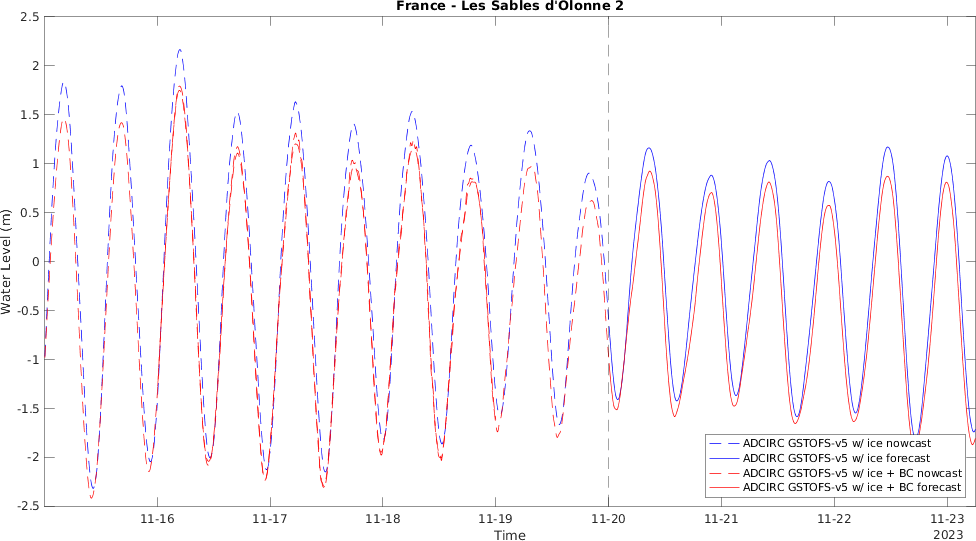 France - Les Sables d'Olonne 2
Water Level (m)
2.5
2
1.5
1
0.5
0
-0.5
-1
-1.5
-2
-2.5
11-16
11-17
11-18
11-19
11-20
11-21
11-22
11-23
Time
2023
ADCIRC GSTOFS-v5 w/ ice nowcast
ADCIRC GSTOFS-v5 w/ ice forecast
ADCIRC GSTOFS-v5 w/ ice + BC nowcast
ADCIRC GSTOFS-v5 w/ ice + BC forecast